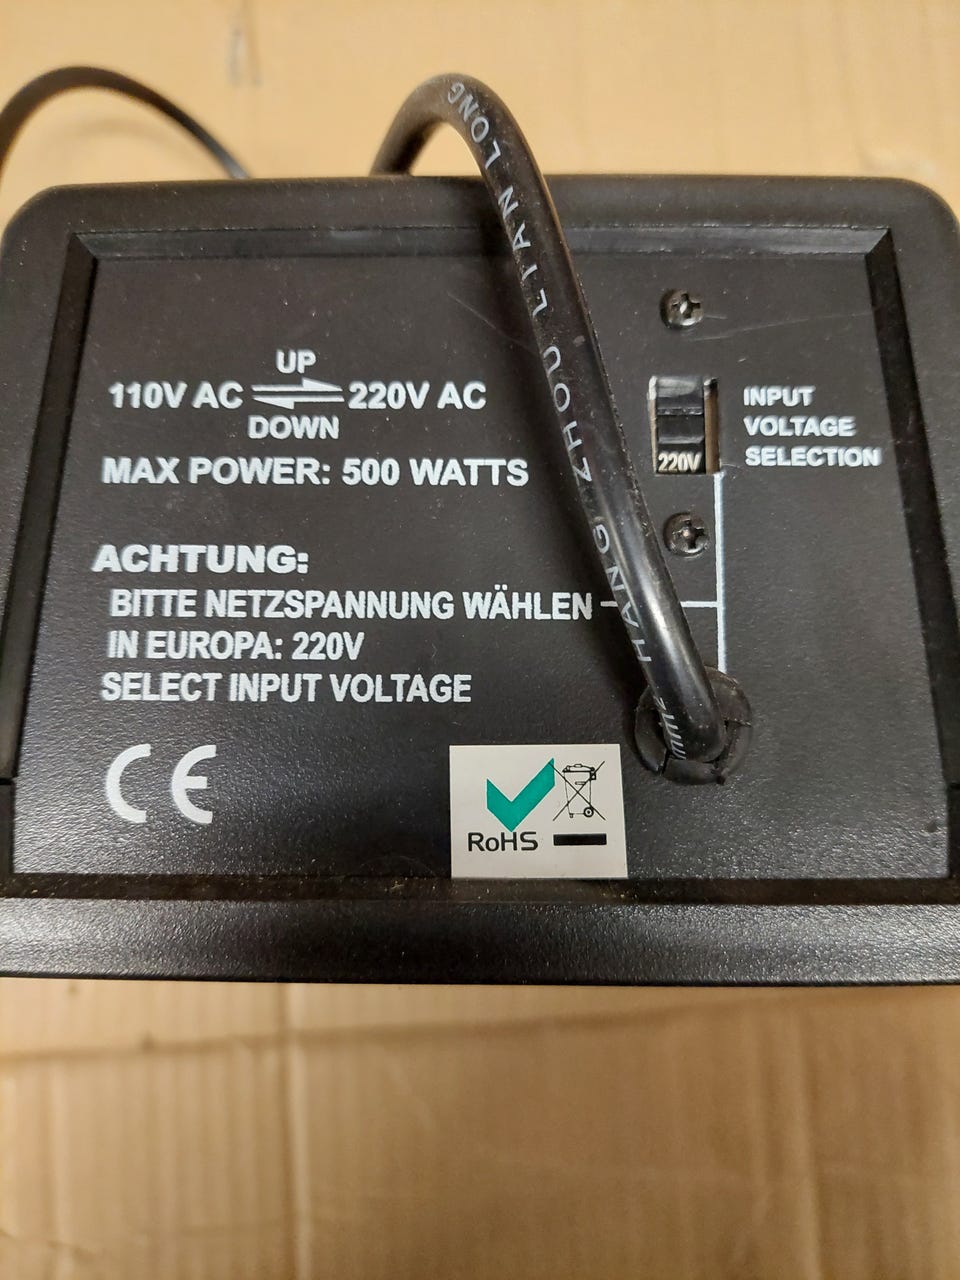 UP
110V AC 220V AC
DOWN
MAX POWER: 500 WATTS
ACHTUNG:
BITTE NETZSPANNUNG WÄHLEN
IN EUROPA: 220V
SELECT INPUT VOLTAGE
CE
RoHS
220V
INPUT
VOLTAGE
SELECTION
HANG ZHOU LIAN LONG